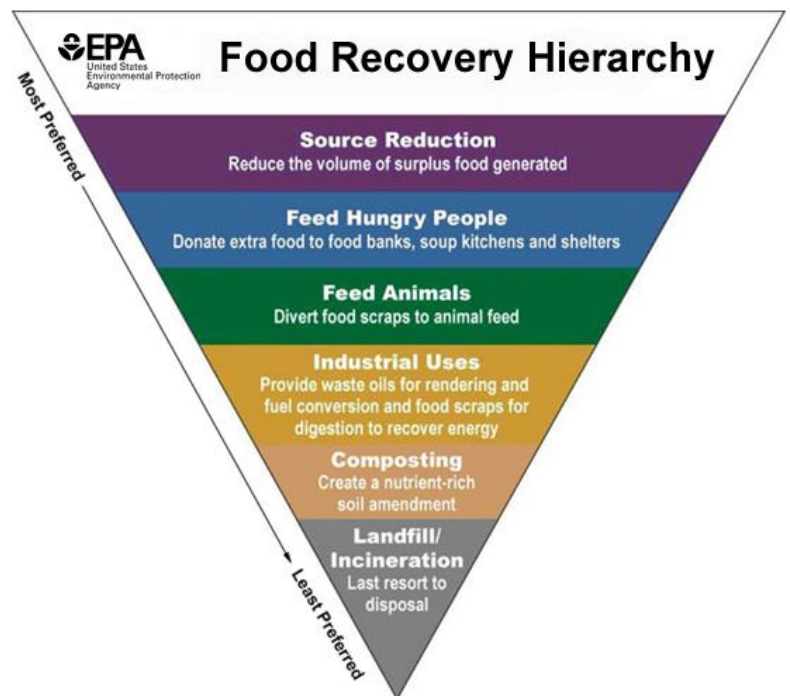 EPA
United States
Environmental Protection
Agency
Food Recovery Hierarchy
Most Preferred
Source Reduction
Reduce the volume of surplus food generated
Feed Hungry People
Donate extra food to food banks, soup kitchens and shelters
Feed Animals
Divert food scraps to animal feed
Industrial Uses
Provide waste oils for rendering and
fuel conversion and food scraps for
digestion to recover energy
Composting
Create a nutrient-rich
soil amendment
Landfill/
Incineration
Last resort to
disposal
Least Preferred